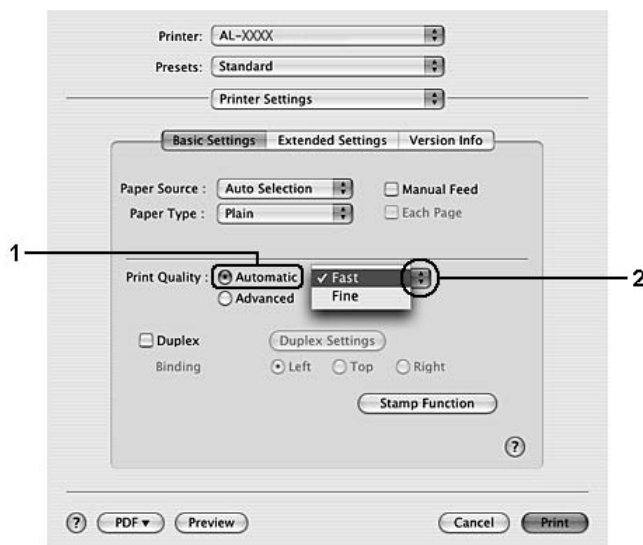 Printer: AL-XXXX
Presets: Standard
Printer Settings
Basic Settings Extended Settings Version Info
Paper Source : Auto Selection Manual Feed
Paper Type : Plain Each Page
1
Print Quality : Automatic ✓ Fast 2
Advanced Fine
Duplex Duplex Settings
Binding Left Top Right
Stamp Function
?
? PDF ▾ Preview Cancel Print